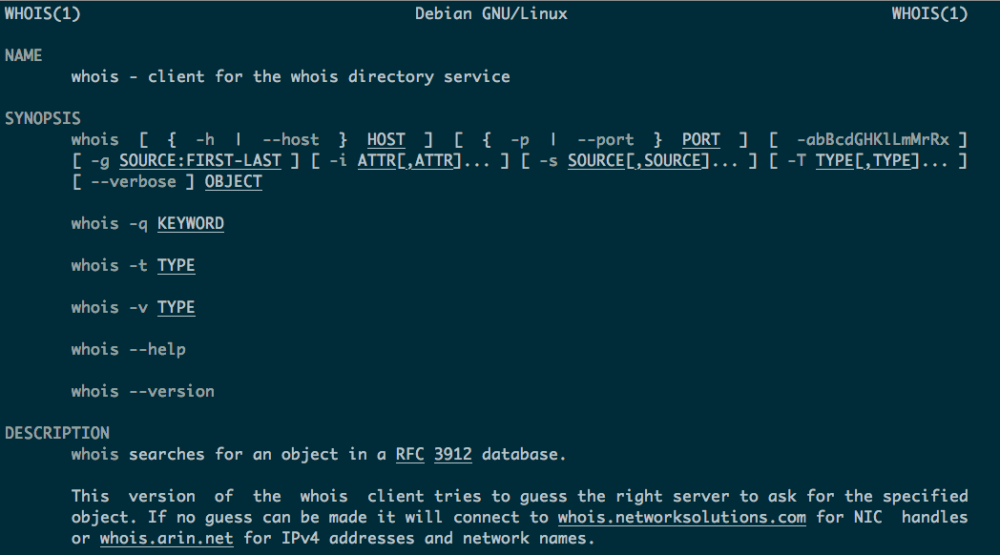 WHOIS(1) Debian GNU/Linux WHOIS(1)
NAME
whois - client for the whois directory service
SYNOPSIS
whois [ { -h | --host } HOST ] [ { -p | --port } PORT ] [ -abBcdGHKlLmMrRx ]
[ -g SOURCE:FIRST-LAST ] [ -i ATTR[,ATTR]... ] [ -s SOURCE[,SOURCE]... ] [ -T TYPE[,TYPE]... ]
[ --verbose ] OBJECT
whois -q KEYWORD
whois -t TYPE
whois -v TYPE
whois --help
whois --version
DESCRIPTION
whois searches for an object in a RFC 3912 database.
This version of the whois client tries to guess the right server to ask for the specified
object. If no guess can be made it will connect to whois.networksolutions.com for NIC handles
or whois.arin.net for IPv4 addresses and network names.